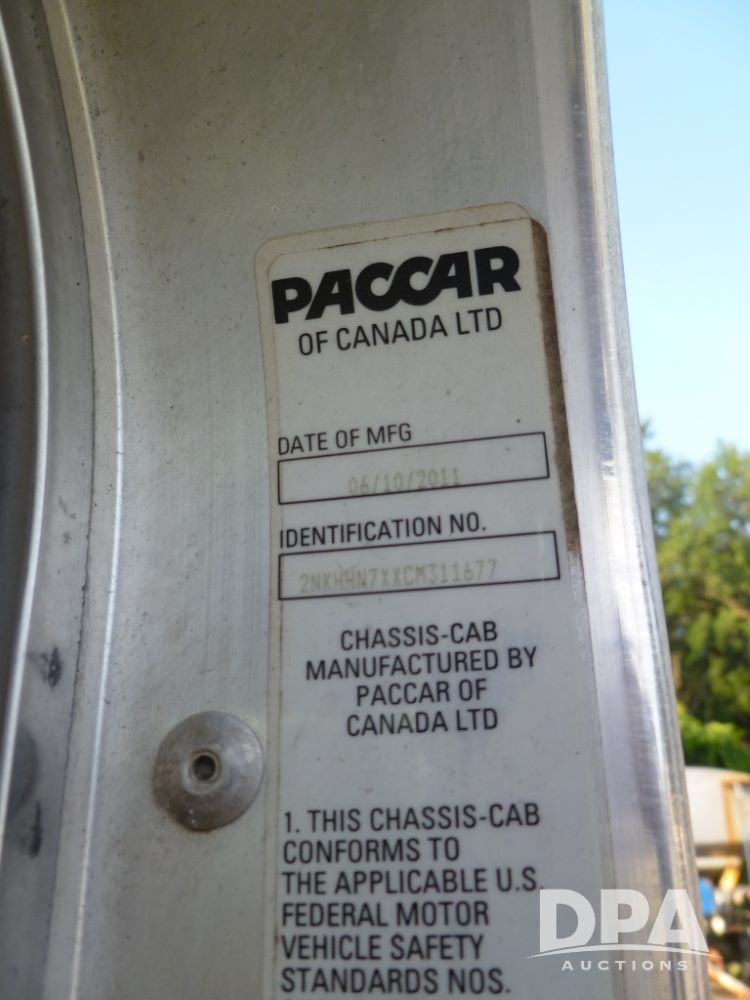 PACCAR
OF CANADA LTD
DATE OF MFG
06/10/2011
IDENTIFICATION NO.
2NKHHN7XXCM311677
CHASSIS-CAB
MANUFACTURED BY
PACCAR OF
CANADA LTD
1. THIS CHASSIS-CAB
CONFORMS TO
THE APPLICABLE U.S.
FEDERAL MOTOR
VEHICLE SAFETY
STANDARDS NOS.
DPA
AUCTIONS